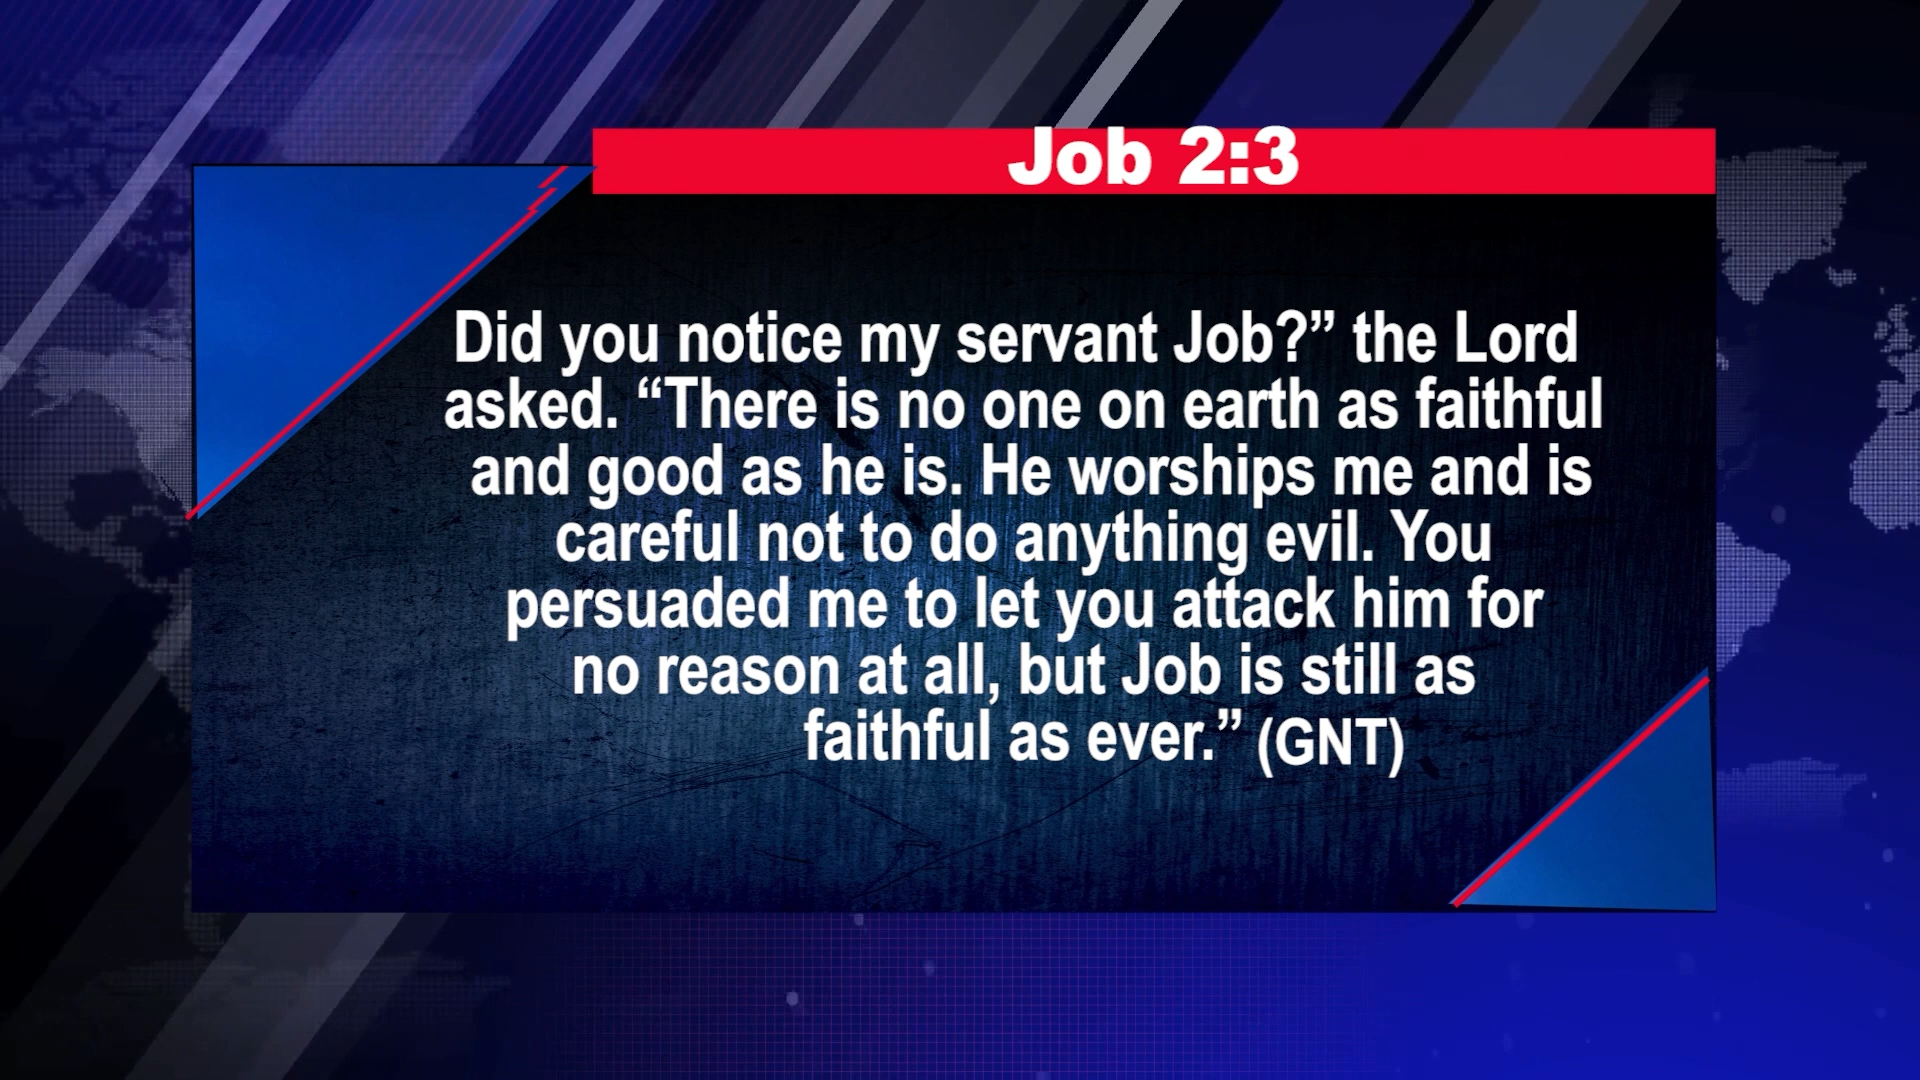 Job 2:3
Did you notice my servant Job?” the Lord
asked. “There is no one on earth as faithful
and good as he is. He worships me and is
careful not to do anything evil. You
persuaded me to let you attack him for
no reason at all, but Job is still as
faithful as ever.” (GNT)